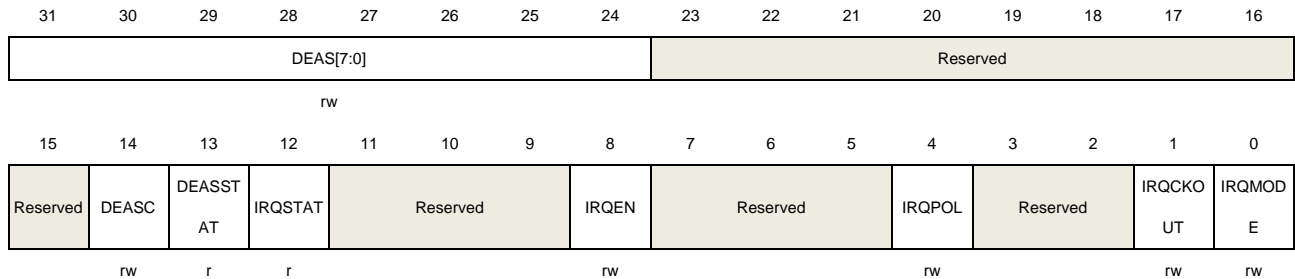 31 30 29 28 27 26 25 24 23 22 21 20 19 18 17 16
DEAS[7:0] Reserved
rw
15 14 13 12 11 10 9 8 7 6 5 4 3 2 1 0
Reserved DEASC DEASST
AT IRQSTAT Reserved IRQEN Reserved IRQPOL Reserved IRQCKO
UT IRQMOD
E
rw r r rw rw rw rw